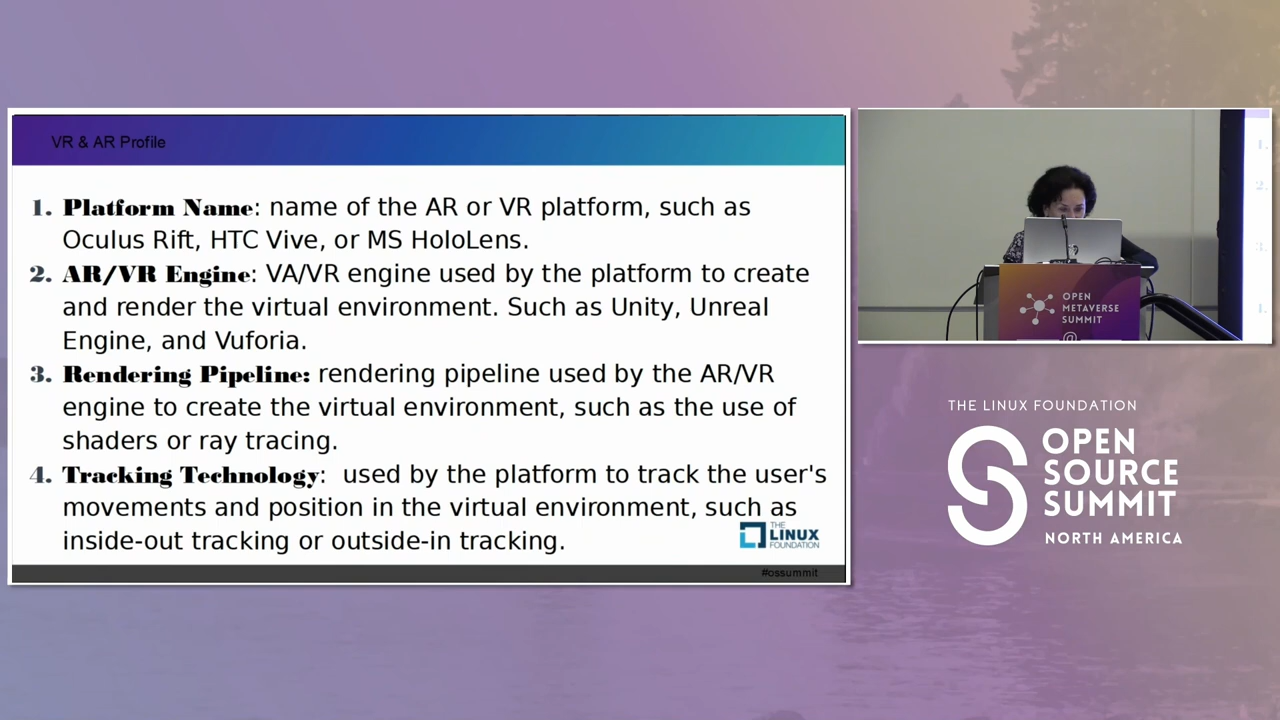 VR & AR Profile
1. Platform Name: name of the AR or VR platform, such as
Oculus Rift, HTC Vive, or MS HoloLens.
2. AR/VR Engine: VA/VR engine used by the platform to create
and render the virtual environment. Such as Unity, Unreal
Engine, and Vuforia.
3. Rendering Pipeline: rendering pipeline used by the AR/VR
engine to create the virtual environment, such as the use of
shaders or ray tracing.
4. Tracking Technology: used by the platform to track the user's
movements and position in the virtual environment, such as
inside-out tracking or outside-in tracking.
THE
LINUX
FOUNDATION
#ossummit
1.
2.
3.
OPEN
METAVERSE
SUMMIT
@
THE LINUX FOUNDATION
OPEN
SOURCE
SUMMIT
NORTH AMERICA